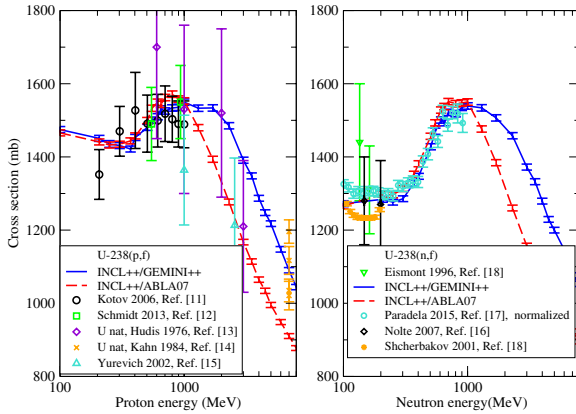 1800
1800
1600
1600
1400
1400
1200
1200
1000
1000
800
800
100
1000
100
1000
Cross section (mb)
Proton energy (MeV)
Neutron energy(MeV)
U-238(p,f)
INCL++/GEMINI++
INCL++/ABLA07
Kotov 2006, Ref. [11]
Schmidt 2013, Ref. [12]
U nat, Hudis 1976, Ref. [13]
U nat, Kahn 1984, Ref. [14]
Yurevich 2002, Ref. [15]
U-238(n,f)
Eismont 1996, Ref. [18]
INCL++/GEMINI++
INCL++/ABLA07
Paradela 2015, Ref. [17], normalized
Nolte 2007, Ref. [16]
Shcherbakov 2001, Ref. [18]